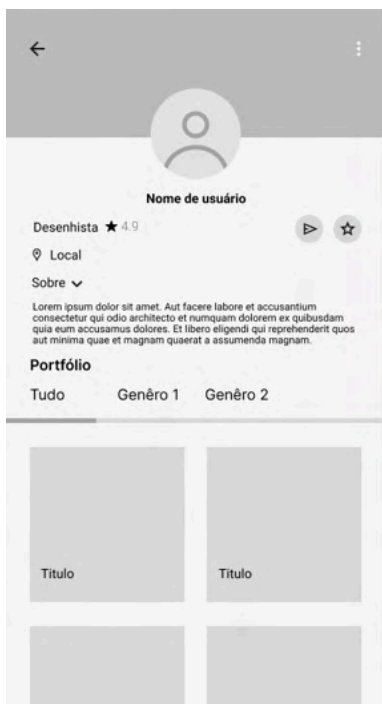 Nome de usuário
Desenhista ★ 4.9
Local
Sobre
Lorem ipsum dolor sit amet. Aut facere labore et accusantium
consectetur qui odio architecto et numquam dolorem ex quibusdam
quia eum accusamus dolores. Et libero eligendi qui reprehenderit quos
aut minima quae et magnam quaerat a assumenda magnam.
Portfólio
Tudo Genêro 1 Genêro 2
Titulo Titulo